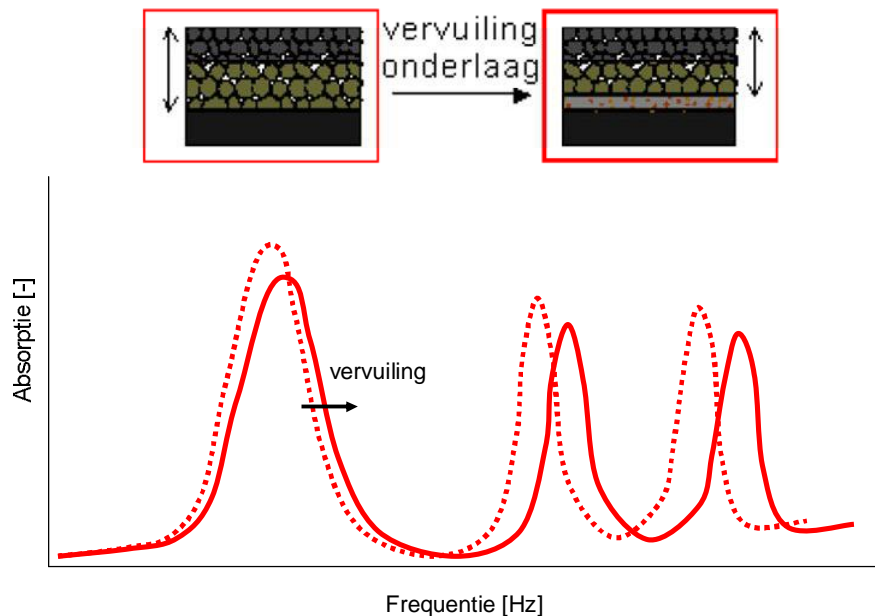 vervuiling
onderlaag
Absorptie [-]
vervuiling
Frequentie [Hz]